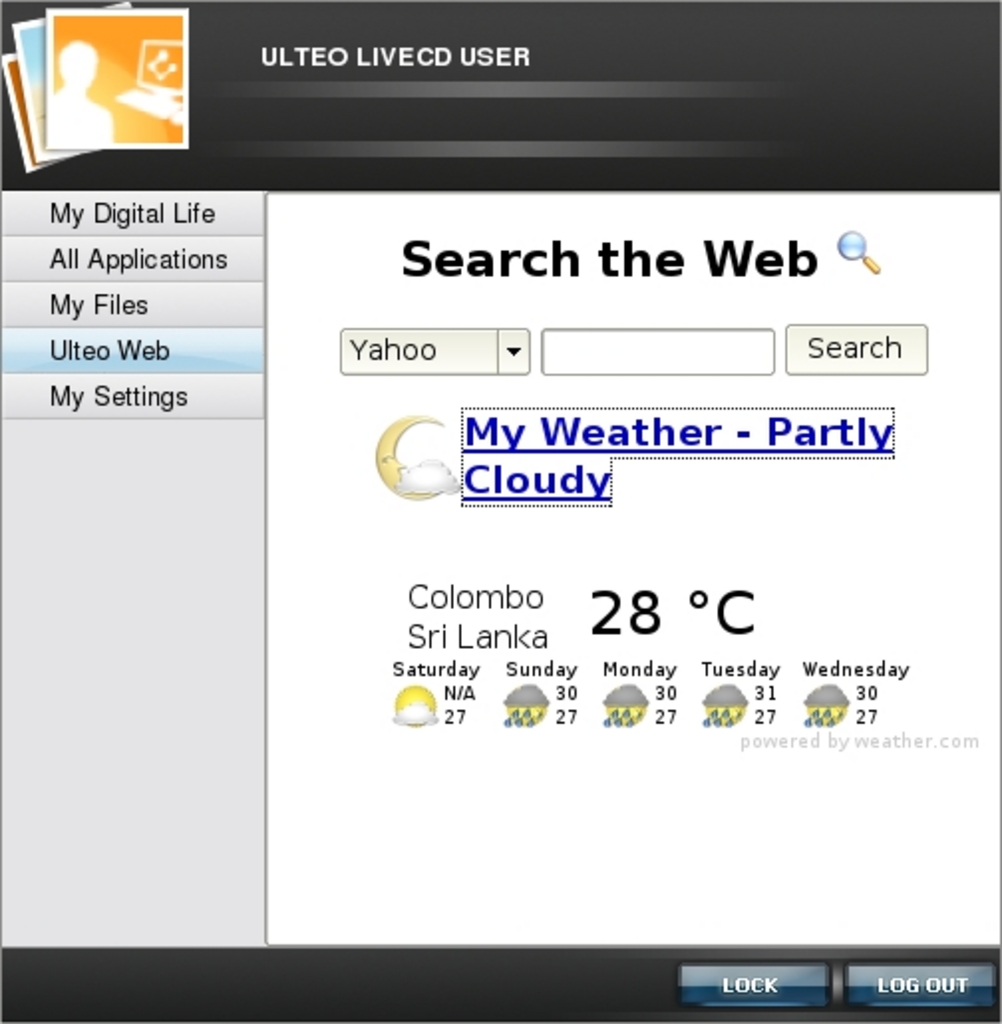 ULTEO LIVECD USER
My Digital Life
All Applications
My Files
Ulteo Web
My Settings
Search the Web
Yahoo
Search
My Weather - Partly
Cloudy
Colombo
Sri Lanka
28 °C
Saturday Sunday Monday Tuesday Wednesday
N/A 30 30 31 30
27 27 27 27 27
powered by weather.com
LOCK LOG OUT